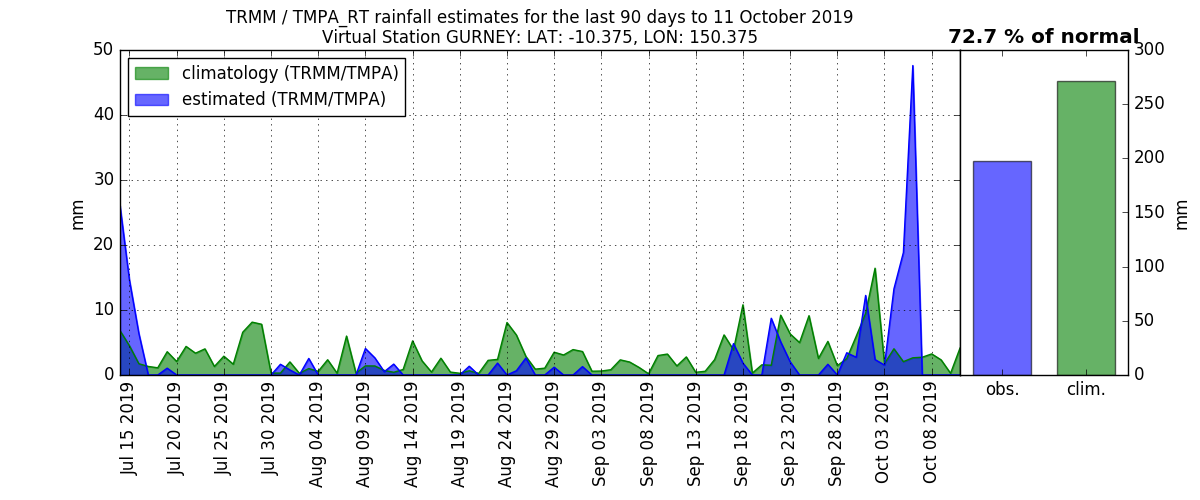 TRMM / TMPA_RT rainfall estimates for the last 90 days to 11 October 2019
Virtual Station GURNEY: LAT: -10.375, LON: 150.375
72.7 % of normal
climatology (TRMM/TMPA)
estimated (TRMM/TMPA)
50
40
30
20
10
0
mm
300
250
200
150
100
50
0
mm
Jul 15 2019
Jul 20 2019
Jul 25 2019
Jul 30 2019
Aug 04 2019
Aug 09 2019
Aug 14 2019
Aug 19 2019
Aug 24 2019
Aug 29 2019
Sep 03 2019
Sep 08 2019
Sep 13 2019
Sep 18 2019
Sep 23 2019
Sep 28 2019
Oct 03 2019
Oct 08 2019
obs.
clim.